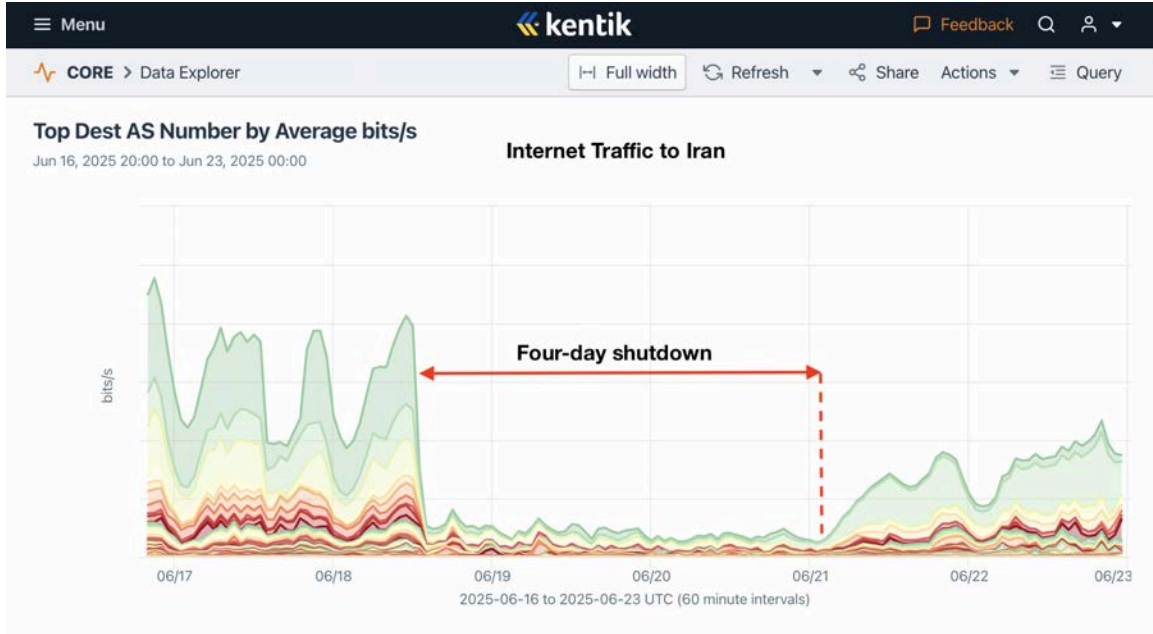 Menu
kentik
Feedback
CORE > Data Explorer
Full width
Refresh
Share
Actions
Query
Top Dest AS Number by Average bits/s
Jun 16, 2025 20:00 to Jun 23, 2025 00:00
Internet Traffic to Iran
Four-day shutdown
bits/s
06/17 06/18 06/19 06/20 06/21 06/22 06/23
2025-06-16 to 2025-06-23 UTC (60 minute intervals)